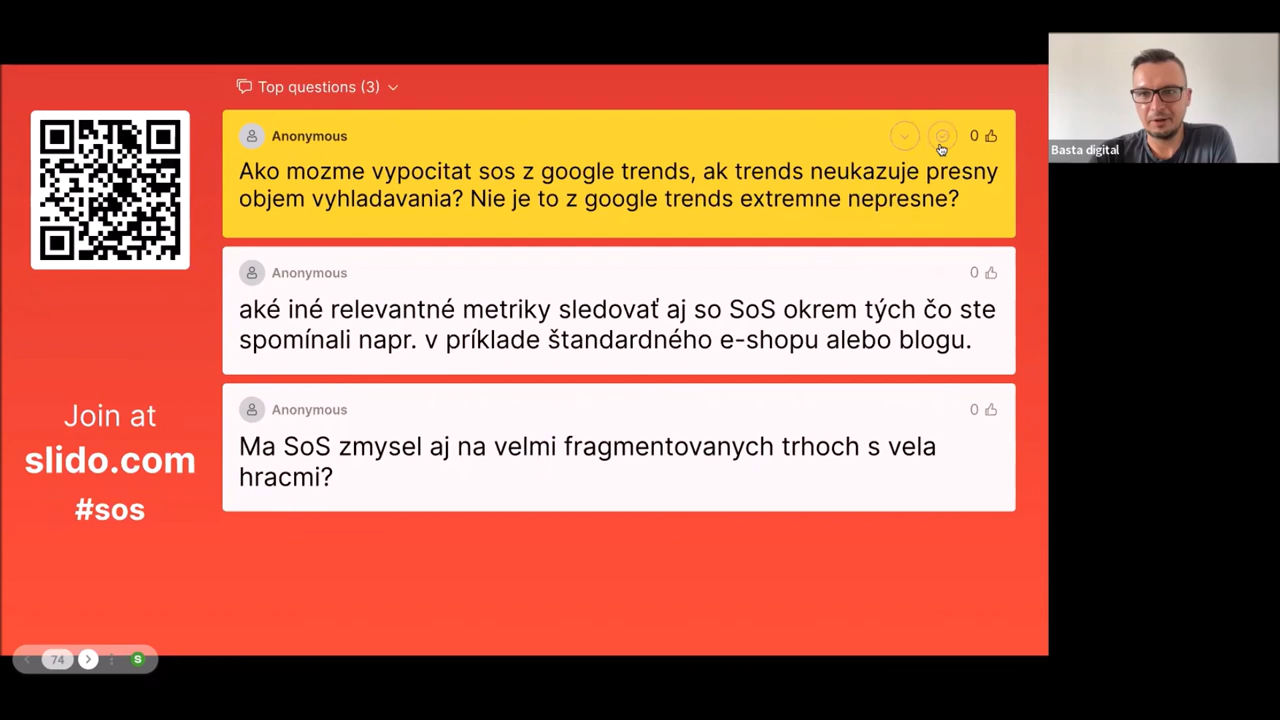 Top questions (3)
Anonymous
0
Ako mozme vypocitat sos z google trends, ak trends neukazuje presny
objem vyhladavania? Nie je to z google trends extremne nepresne?
Anonymous
0
aké iné relevantné metriky sledovať aj so SoS okrem tých čo ste
spomínali napr. v príklade štandardného e-shopu alebo blogu.
Anonymous
0
Ma SoS zmysel aj na velmi fragmentovanych trhoch s vela
hracmi?
Join at
slido.com
#sos
74
S
Basta digital